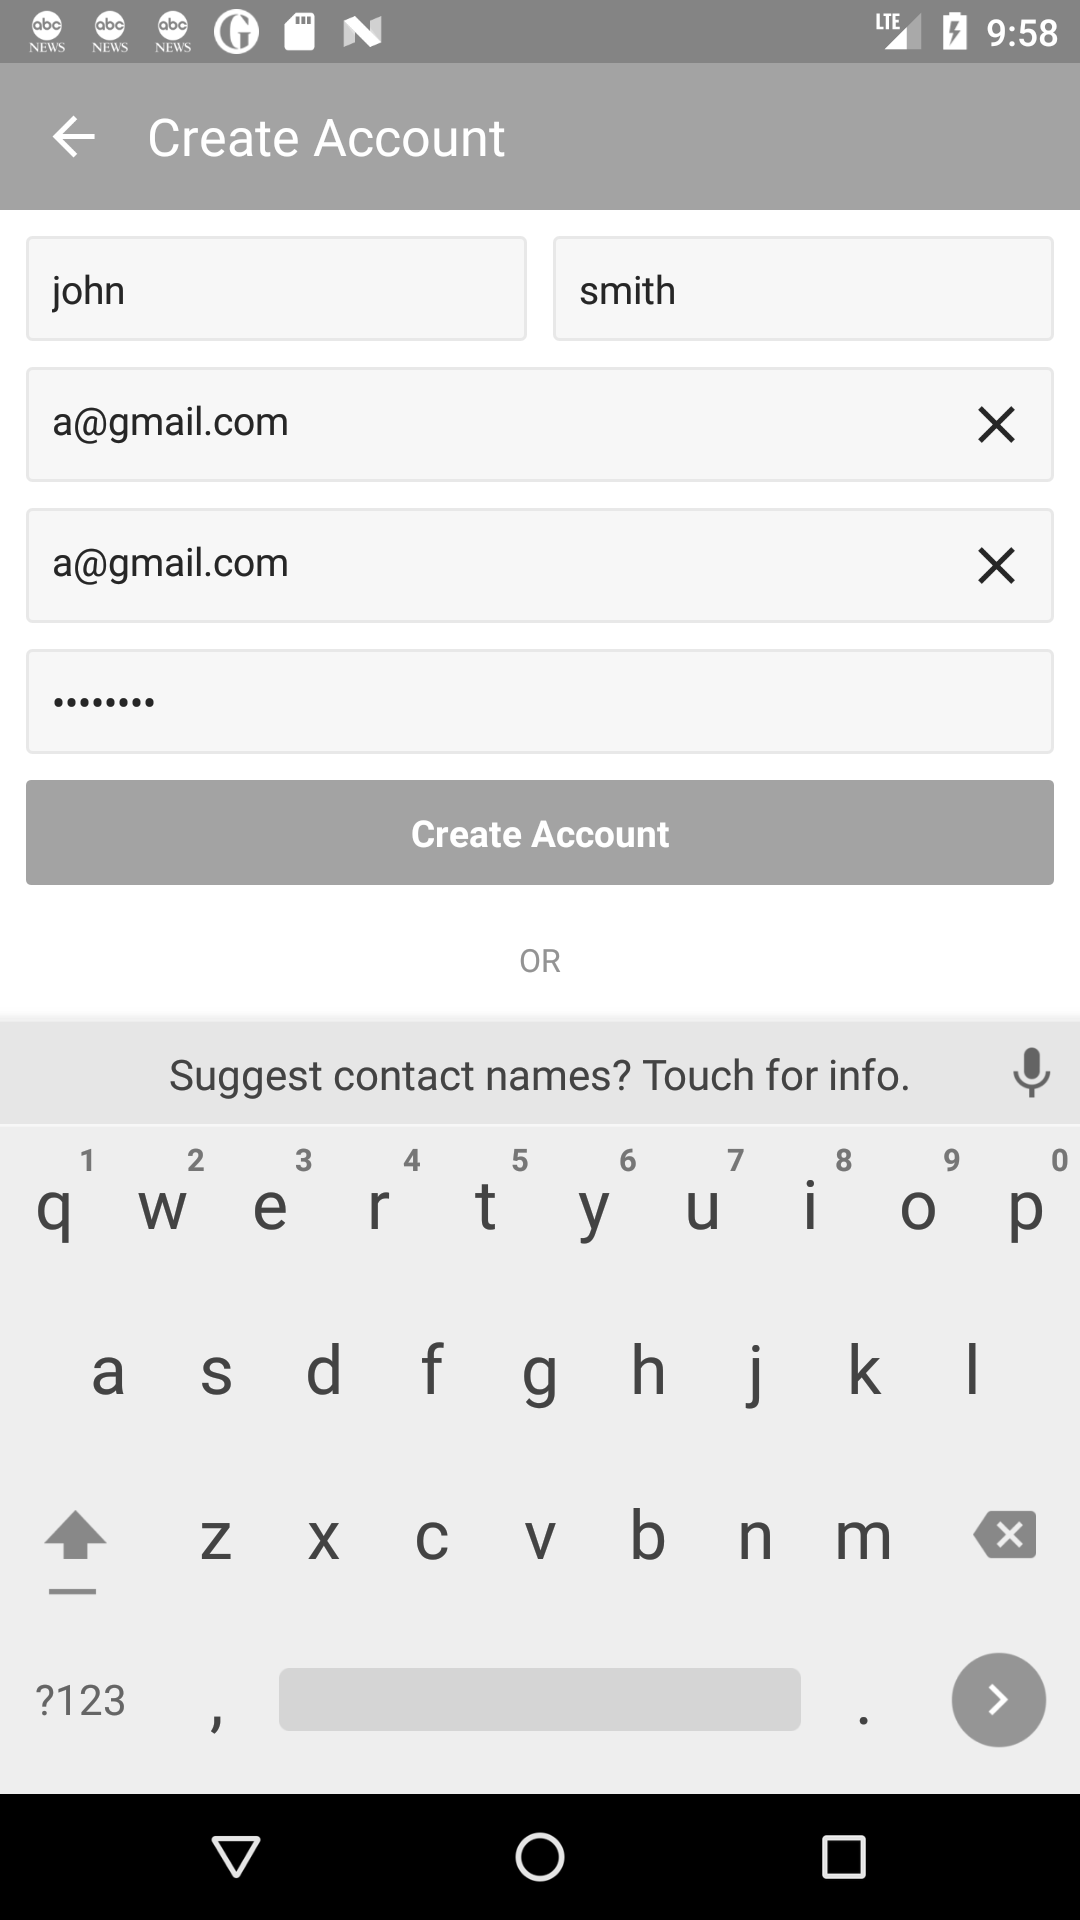 abc NEWS abc NEWS abc NEWS G N LTE 9:58
Create Account
john smith
a@gmail.com
a@gmail.com
••••••••
Create Account
OR
Suggest contact names? Touch for info.
1 2 3 4 5 6 7 8 9 0
q w e r t y u i o p
a s d f g h j k l
z x c v b n m
?123 , .